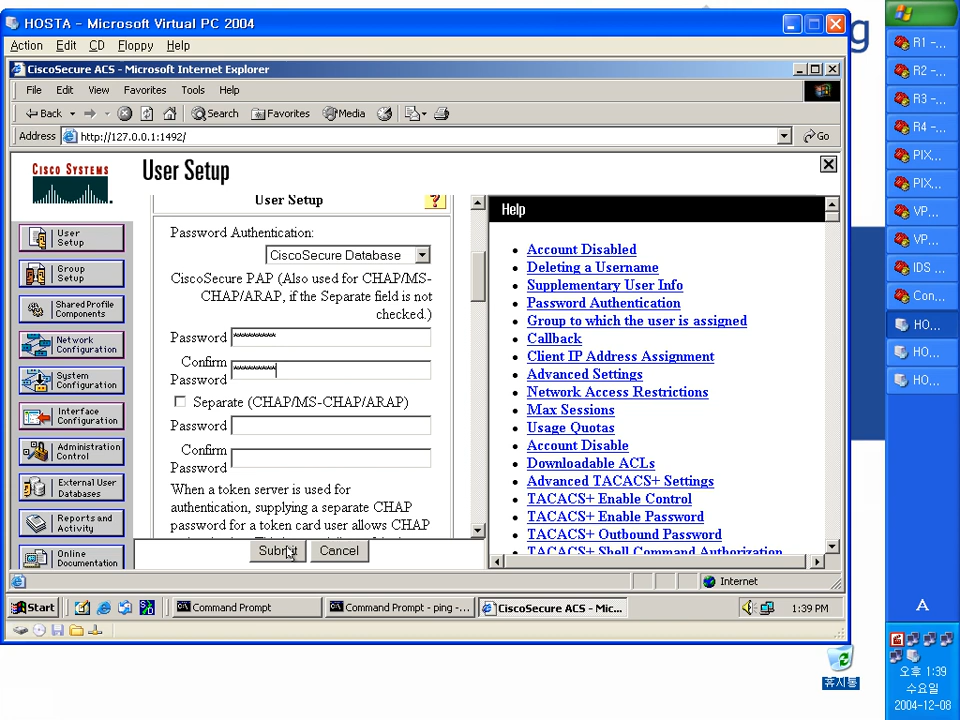 HOSTA - Microsoft Virtual PC 2004
Action Edit CD Floppy Help
CiscoSecure ACS - Microsoft Internet Explorer
File Edit View Favorites Tools Help
Back Search Favorites Media
Address http://127.0.0.1:1492/ Go
CISCO SYSTEMS
User Setup
User Setup
Group Setup
Shared Profile Components
Network Configuration
System Configuration
Interface Configuration
Administration Control
External User Databases
Reports and Activity
Online Documentation
User Setup
?
Password Authentication:
CiscoSecure Database
CiscoSecure PAP (Also used for CHAP/MS-
CHAP/ARAP, if the Separate field is not
checked.)
Password **********
Confirm
Password **********
Separate (CHAP/MS-CHAP/ARAP)
Password
Confirm
Password
When a token server is used for
authentication, supplying a separate CHAP
password for a token card user allows CHAP
Submit Cancel
Help
Account Disabled
Deleting a Username
Supplementary User Info
Password Authentication
Group to which the user is assigned
Callback
Client IP Address Assignment
Advanced Settings
Network Access Restrictions
Max Sessions
Usage Quotas
Account Disable
Downloadable ACLs
Advanced TACACS+ Settings
TACACS+ Enable Control
TACACS+ Enable Password
TACACS+ Outbound Password
TACACS+ Shell Command Authorization
Internet
Start Command Prompt Command Prompt - ping -... CiscoSecure ACS - Mic... 1:39 PM
g
R1 -...
R2 -...
R3 -...
R4 -...
PIX...
PIX...
VP...
VP...
IDS ...
Con...
HO...
HO...
HO...
A
오후 1:39
수요일
2004-12-08
휴지통